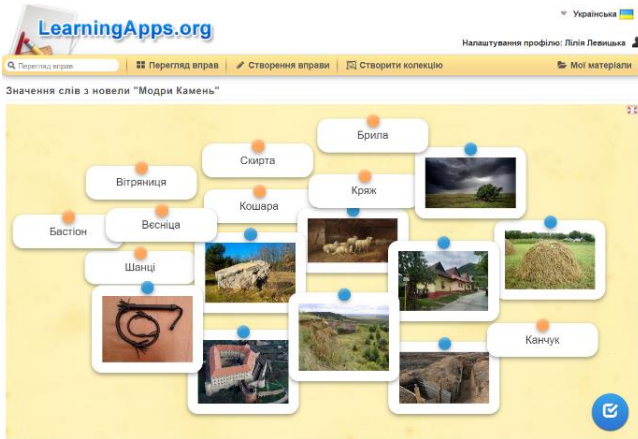 LearningApps.org
Українська
Налаштування профілю: Лілія Левицька
Перегляд вправ
Перегляд вправ
Створення вправи
Створити колекцію
Мої матеріали
Значення слів з новели "Модри Камень"
Брила
Скирта
Вітряниця
Кряж
Кошара
Бастіон
Вєсніца
Шанці
Канчук